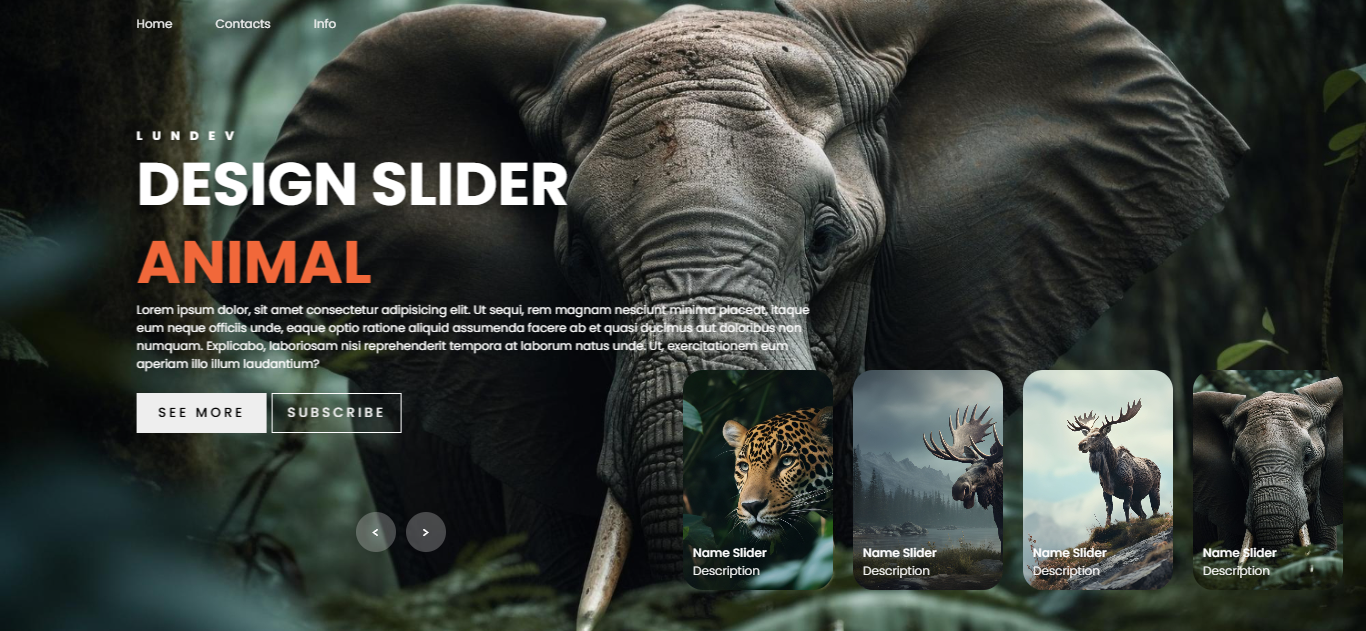 Home Contacts Info
LUNDEV
DESIGN SLIDER
ANIMAL
Lorem ipsum dolor, sit amet consectetur adipisicing elit. Ut sequi, rem magnam nesciunt minima placeat, itaque
eum neque officiis unde, eaque optio ratione aliquid assumenda facere ab et quasi ducimus aut doloribus non
numquam. Explicabo, laboriosam nisi reprehenderit tempora at laborum natus unde. Ut, exercitationem eum
aperiam illo illum laudantium?
SEE MORE SUBSCRIBE
< >
Name Slider Name Slider Name Slider Name Slider
Description Description Description Description